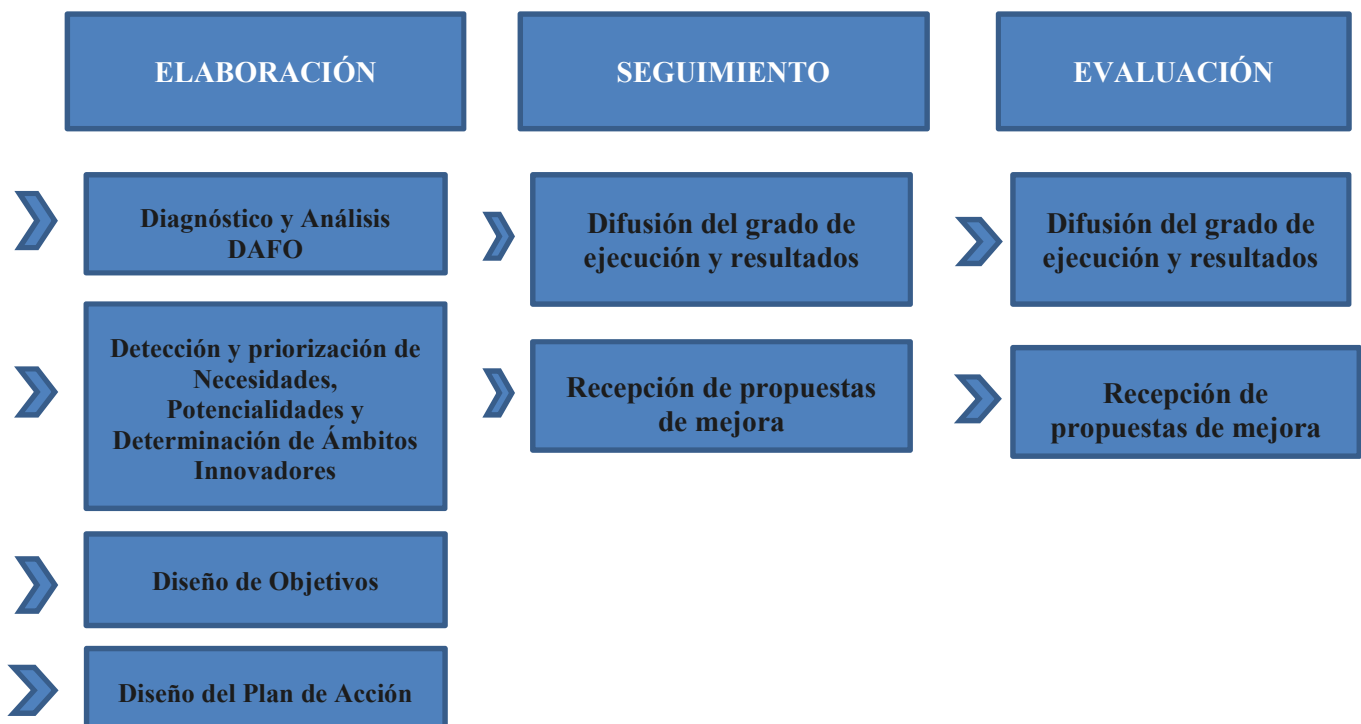 ELABORACIÓN
Diagnóstico y Análisis
DAFO
Detección y priorización de
Necesidades,
Potencialidades y
Determinación de Ámbitos
Innovadores
Diseño de Objetivos
Diseño del Plan de Acción
SEGUIMIENTO
Difusión del grado de
ejecución y resultados
Recepción de propuestas
de mejora
EVALUACIÓN
Difusión del grado de
ejecución y resultados
Recepción de
propuestas de mejora